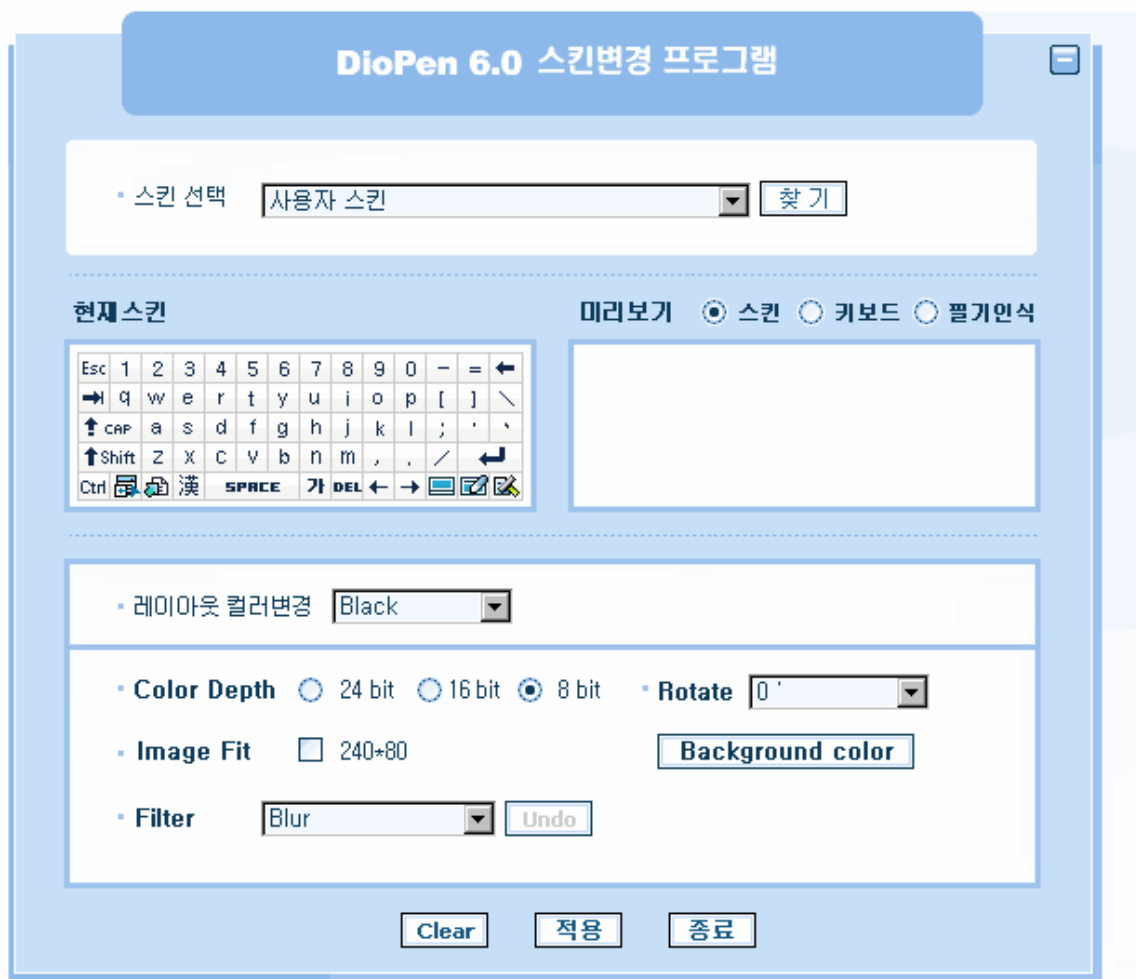 DioPen 6.0 스킨변경 프로그램
스킨 선택 사용자 스킨 찾 기
현재스킨 미리보기 스킨 키보드 필기인식
Esc 1 2 3 4 5 6 7 8 9 0 - = ←
q w e r t y u i o p [ ] \
CAP a s d f g h j k l ; ' `
Shift z x c v b n m , . /
Ctrl 漢 SPACE 가 DEL ← →
레이아웃 컬러변경 Black
Color Depth 24 bit 16 bit 8 bit Rotate 0 '
Image Fit 240*80 Background color
Filter Blur Undo
Clear 적용 종료